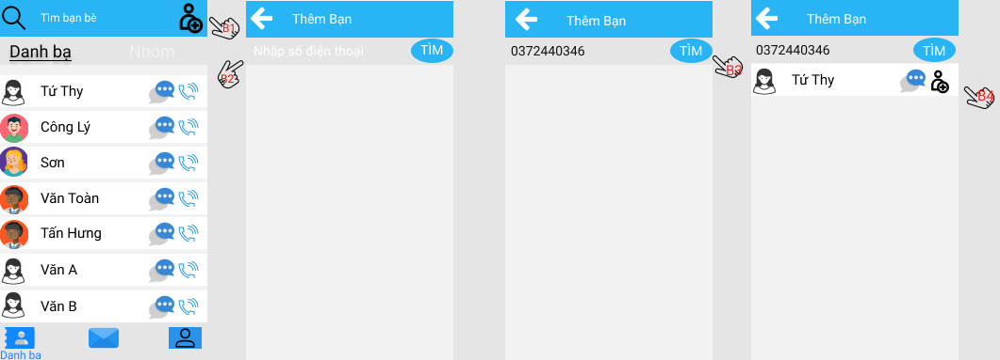 Tìm bạn bè
B1
Danh bạ
Nhóm
B2
Tứ Thy
Công Lý
Sơn
Văn Toàn
Tấn Hưng
Văn A
Văn B
Danh bạ
Thêm Bạn
Nhập số điện thoại
TÌM
Thêm Bạn
0372440346
TÌM
B3
Thêm Bạn
0372440346
TÌM
Tứ Thy
B4